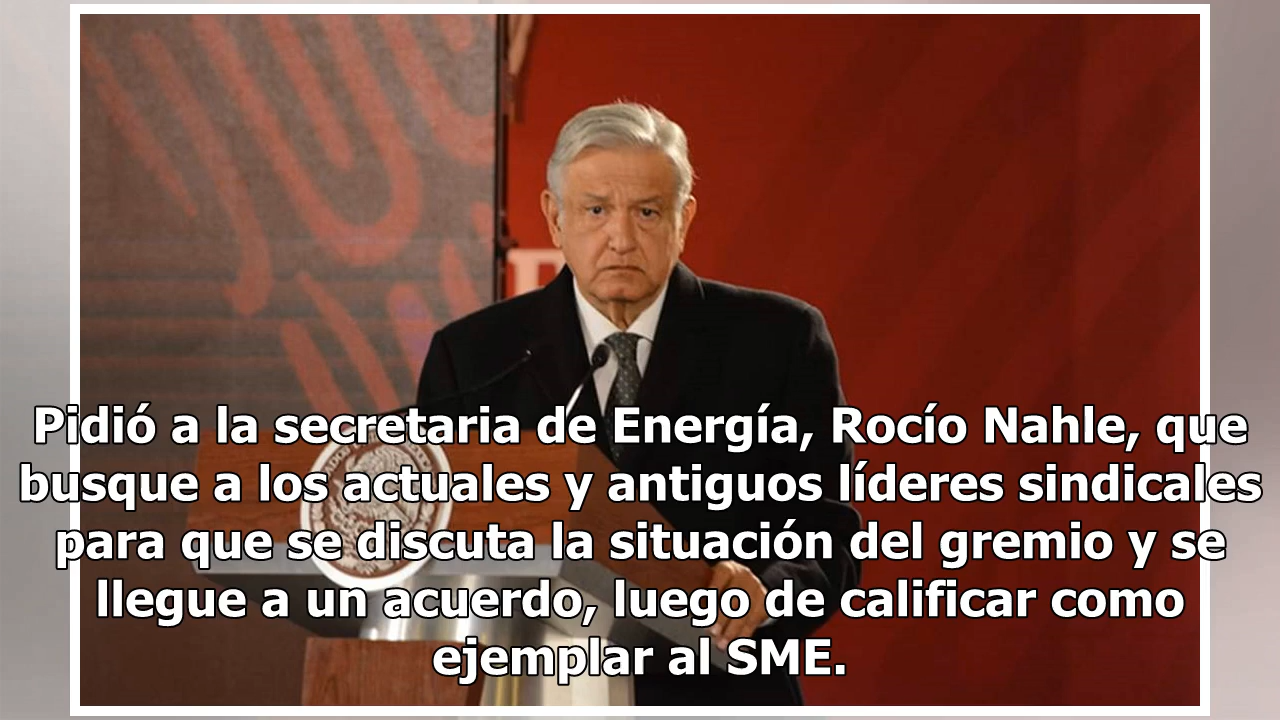 Pidió a la secretaria de Energía, Rocío Nahle, que
busque a los actuales y antiguos líderes sindicales
para que se discuta la situación del gremio y se
llegue a un acuerdo, luego de calificar como
ejemplar al SME.